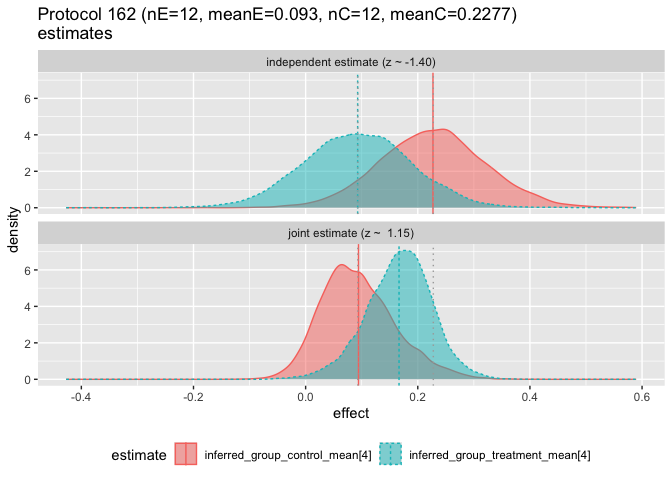 Protocol 162 (nE=12, meanE=0.093, nC=12, meanC=0.2277)
estimates
independent estimate (z ~ -1.40)
6
4
2
0
joint estimate (z ~  1.15)
6
4
2
0
density
-0.4
-0.2
0.0
0.2
0.4
0.6
effect
estimate
inferred_group_control_mean[4]
inferred_group_treatment_mean[4]